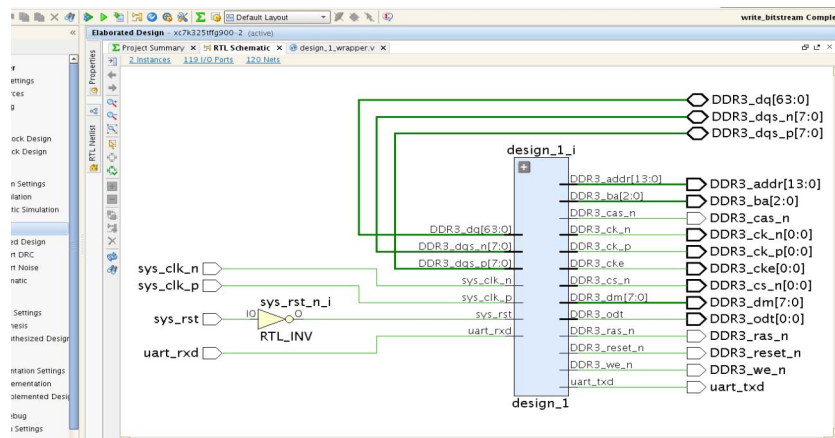 Default Layout
write_bitstream Comple
Elaborated Design - xc7k325tffg900-2 (active)
Project Summary
RTL Schematic
design_1_wrapper.v
2 Instances
119 I/O Ports
120 Nets
Properties
RTL Netlist
ettings
ock Design
ck Design
n Settings
ulation
tic Simulation
ed Design
rt DRC
rt Noise
matic
Settings
nesis
thesized Design
entation Settings
ementation
plemented Desig
ebug
n Settings
DDR3_dq[63:0]
DDR3_dqs_n[7:0]
DDR3_dqs_p[7:0]
design_1_i
DDR3_addr[13:0]
DDR3_addr[13:0]
DDR3_ba[2:0]
DDR3_ba[2:0]
DDR3_cas_n
DDR3_cas_n
DDR3_dq[63:0]
DDR3_ck_n
DDR3_ck_n[0:0]
DDR3_dqs_n[7:0]
DDR3_ck_p
DDR3_ck_p[0:0]
DDR3_dqs_p[7:0]
DDR3_cke
DDR3_cke[0:0]
sys_clk_n
sys_clk_n
DDR3_cs_n
DDR3_cs_n[0:0]
sys_clk_p
sys_clk_p
DDR3_dm[7:0]
DDR3_dm[7:0]
sys_rst_n_i
sys_rst
I0
O
sys_rst
DDR3_odt
DDR3_odt[0:0]
RTL_INV
uart_rxd
DDR3_ras_n
DDR3_ras_n
uart_rxd
DDR3_reset_n
DDR3_reset_n
DDR3_we_n
DDR3_we_n
uart_txd
uart_txd
design_1